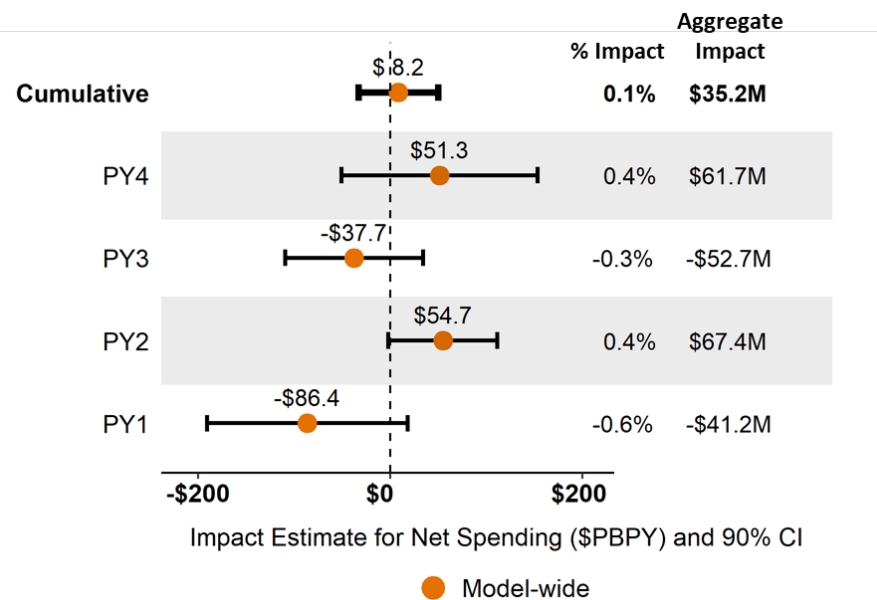 Aggregate
% Impact Impact
$ 8.2
Cumulative 0.1% $35.2M
$51.3
PY4 0.4% $61.7M
-$37.7
PY3 -0.3% -$52.7M
$54.7
PY2 0.4% $67.4M
-$86.4
PY1 -0.6% -$41.2M
-$200 $0 $200
Impact Estimate for Net Spending ($PBPY) and 90% CI
Model-wide